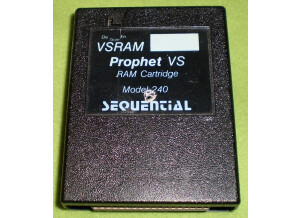 VSRAM
Prophet VS
RAM Cartridge
Model 240
SEQUENTIAL